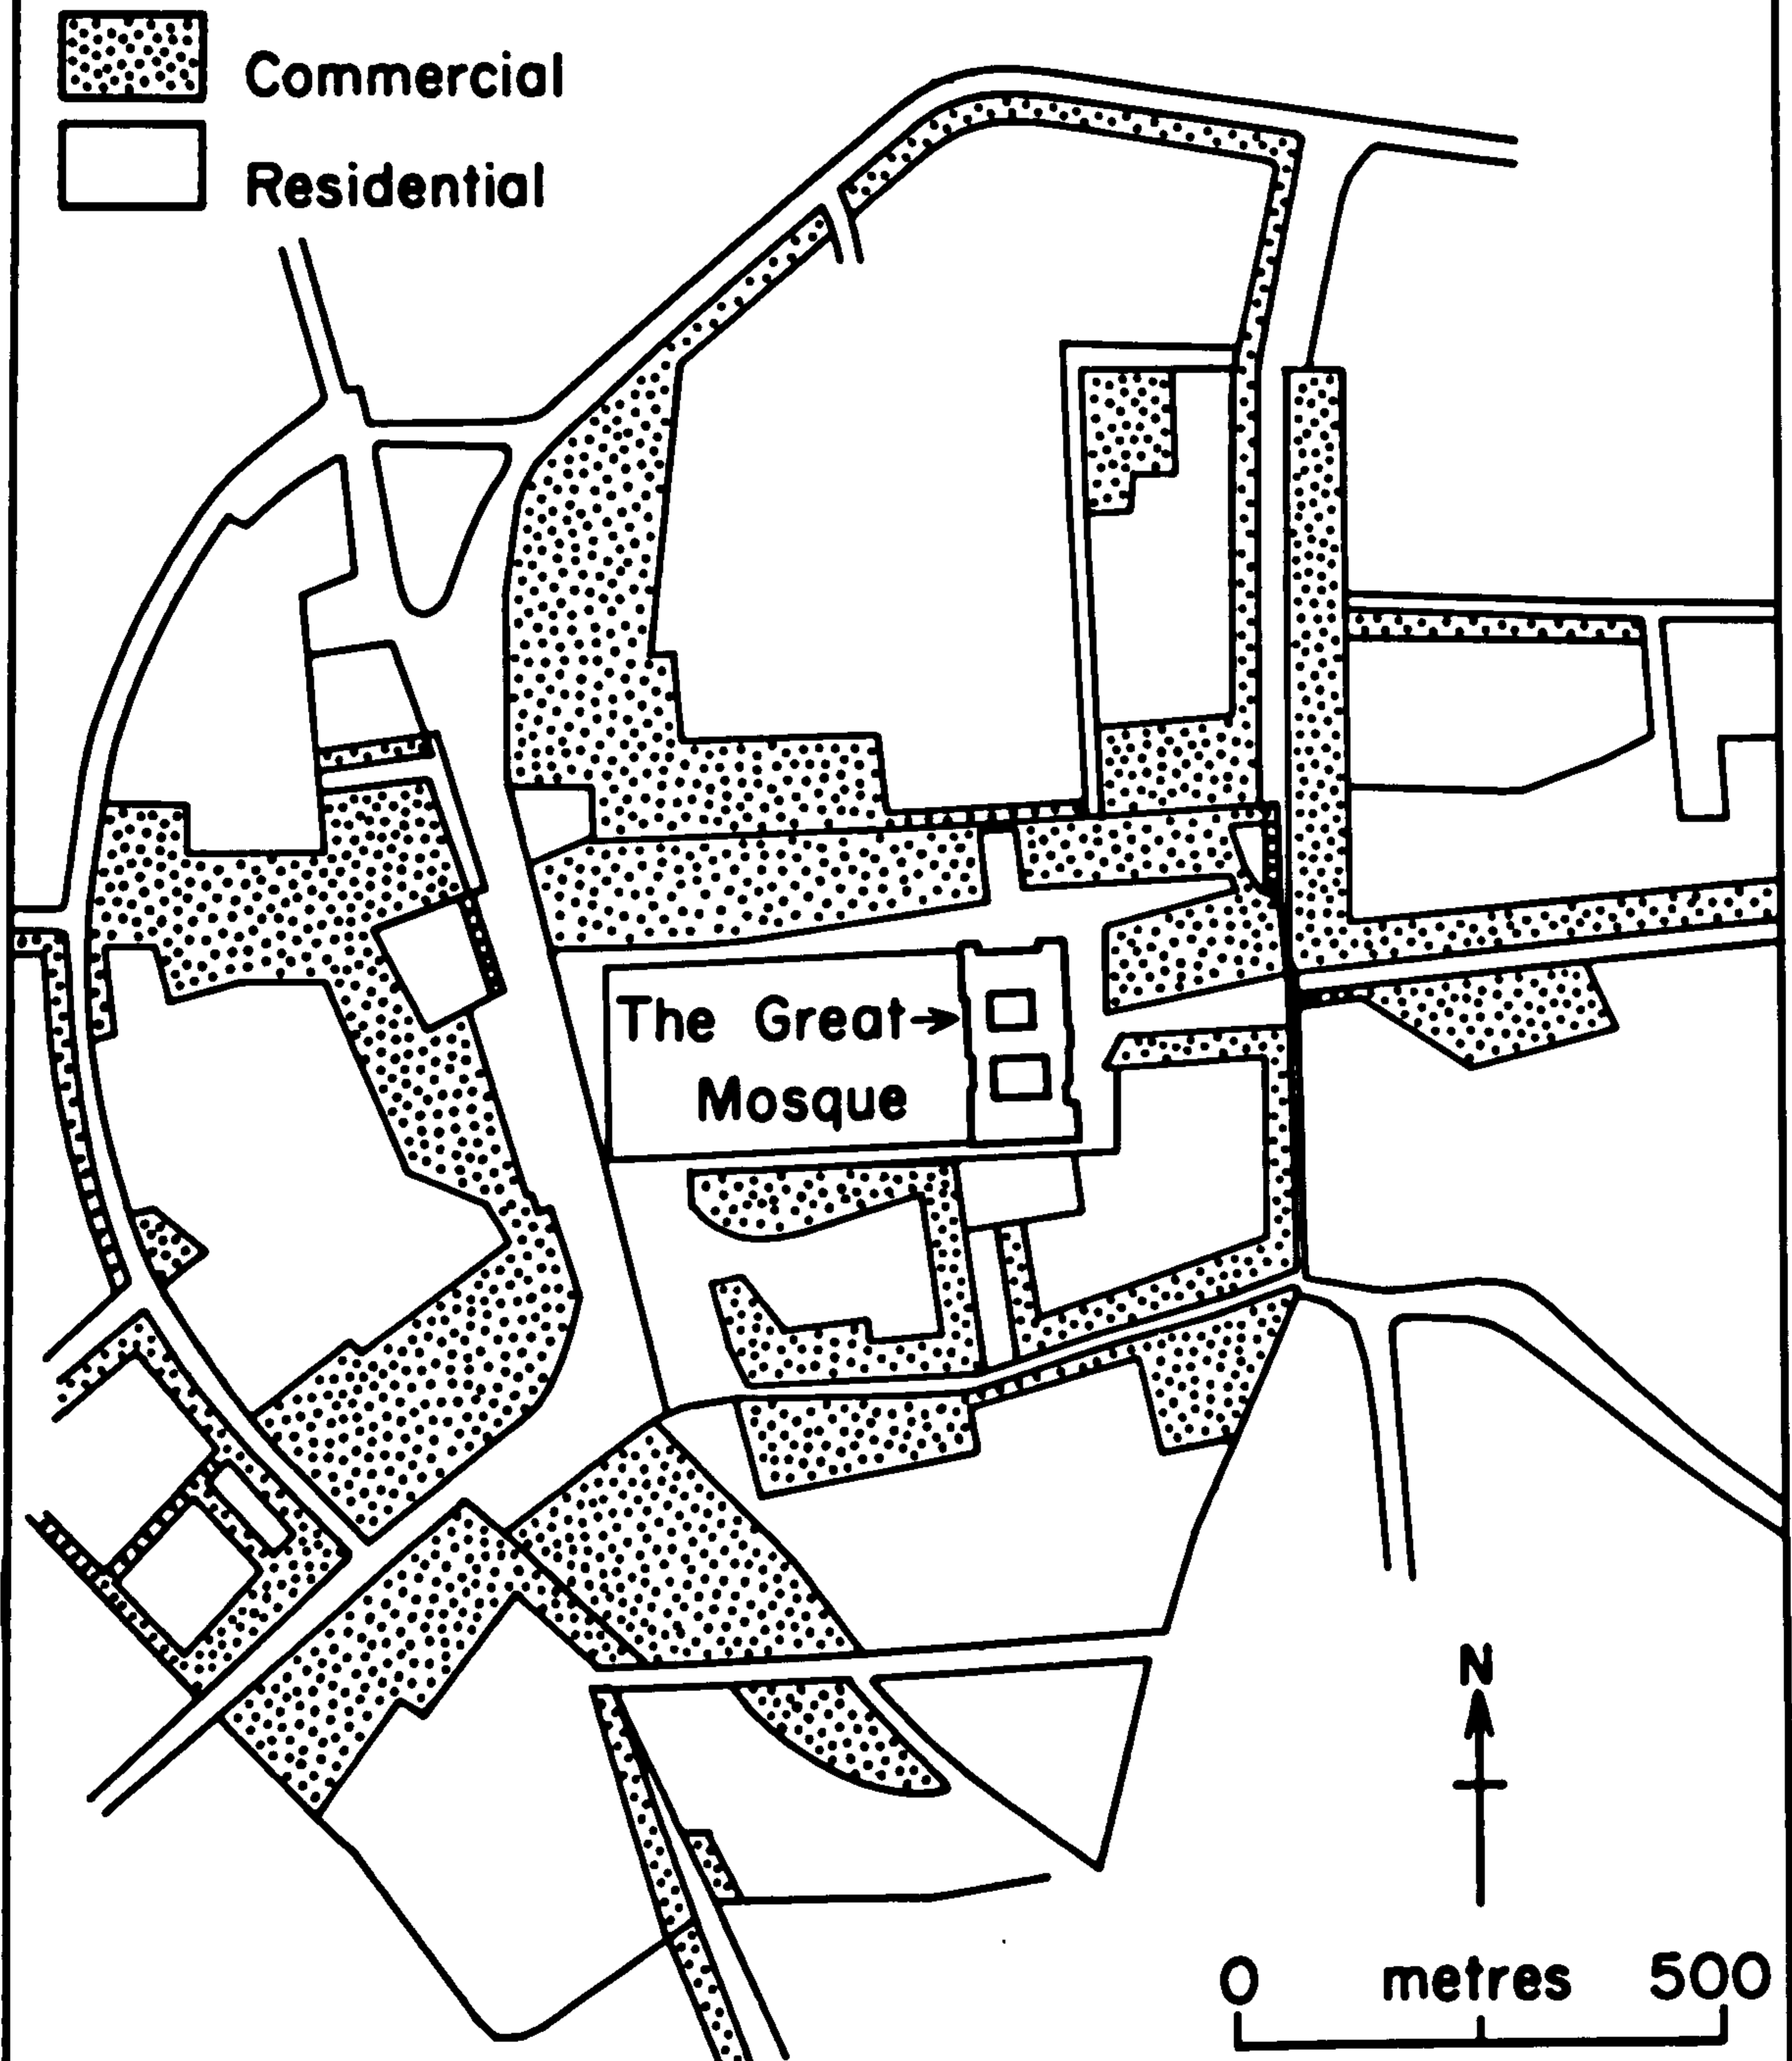 Commercial
Residential
The Great
Mosque
N
0 metres 500